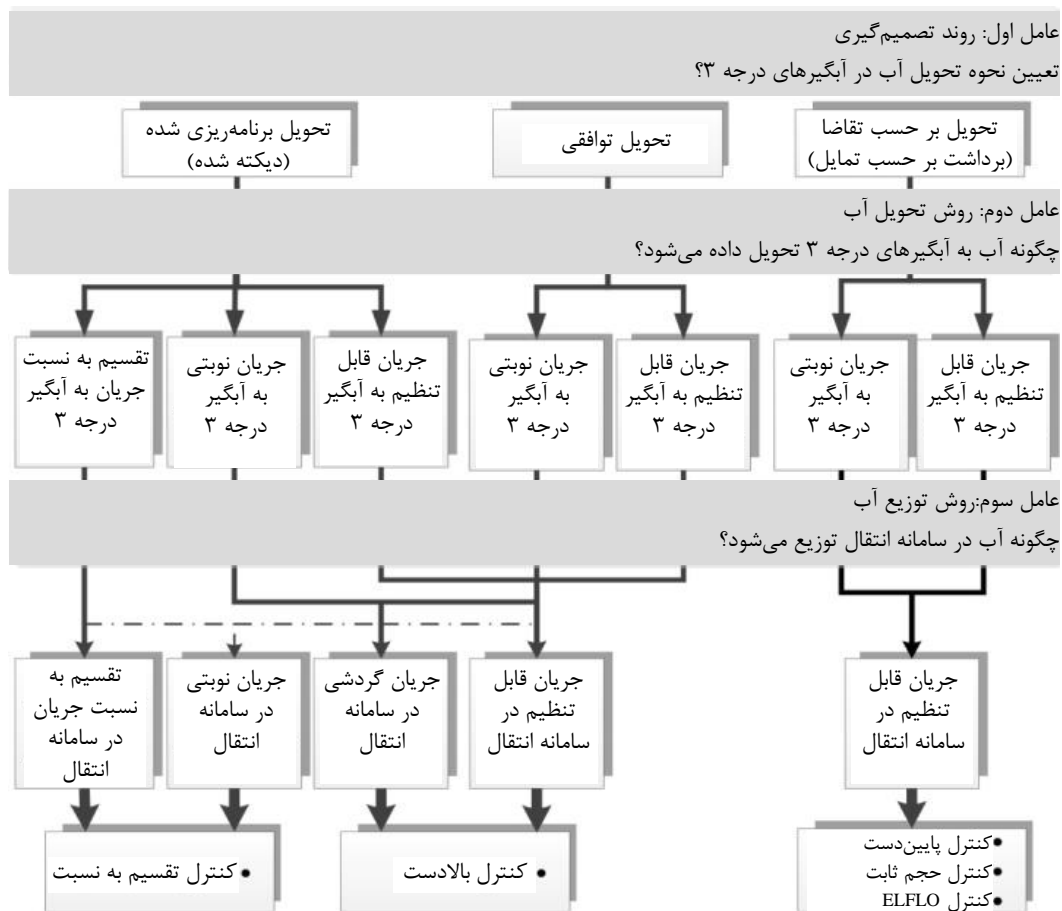 عامل اول: روند تصمیم‌گیری
تعیین نحوه تحویل آب در آبگیرهای درجه ۳؟
تحویل بر حسب تقاضا
(برداشت بر حسب تمایل)
تحویل توافقی
تحویل برنامه‌ریزی شده
(دیکته شده)
عامل دوم: روش تحویل آب
چگونه آب به آبگیرهای درجه ۳ تحویل داده می‌شود؟
جریان قابل
تنظیم به آبگیر
درجه ۳
جریان نوبتی
به آبگیر
درجه ۳
جریان قابل
تنظیم به آبگیر
درجه ۳
جریان نوبتی
به آبگیر
درجه ۳
جریان قابل
تنظیم به آبگیر
درجه ۳
جریان نوبتی
به آبگیر
درجه ۳
تقسیم به نسبت
جریان به آبگیر
درجه ۳
عامل سوم:روش توزیع آب
چگونه آب در سامانه انتقال توزیع می‌شود؟
جریان قابل
تنظیم در
سامانه انتقال
جریان قابل
تنظیم در
سامانه انتقال
جریان گردشی
در سامانه
انتقال
جریان نوبتی
در سامانه
انتقال
تقسیم به
نسبت جریان
در سامانه
انتقال
•کنترل پایین‌دست
•کنترل حجم ثابت
•کنترل ELFLO
• کنترل بالادست
• کنترل تقسیم به نسبت